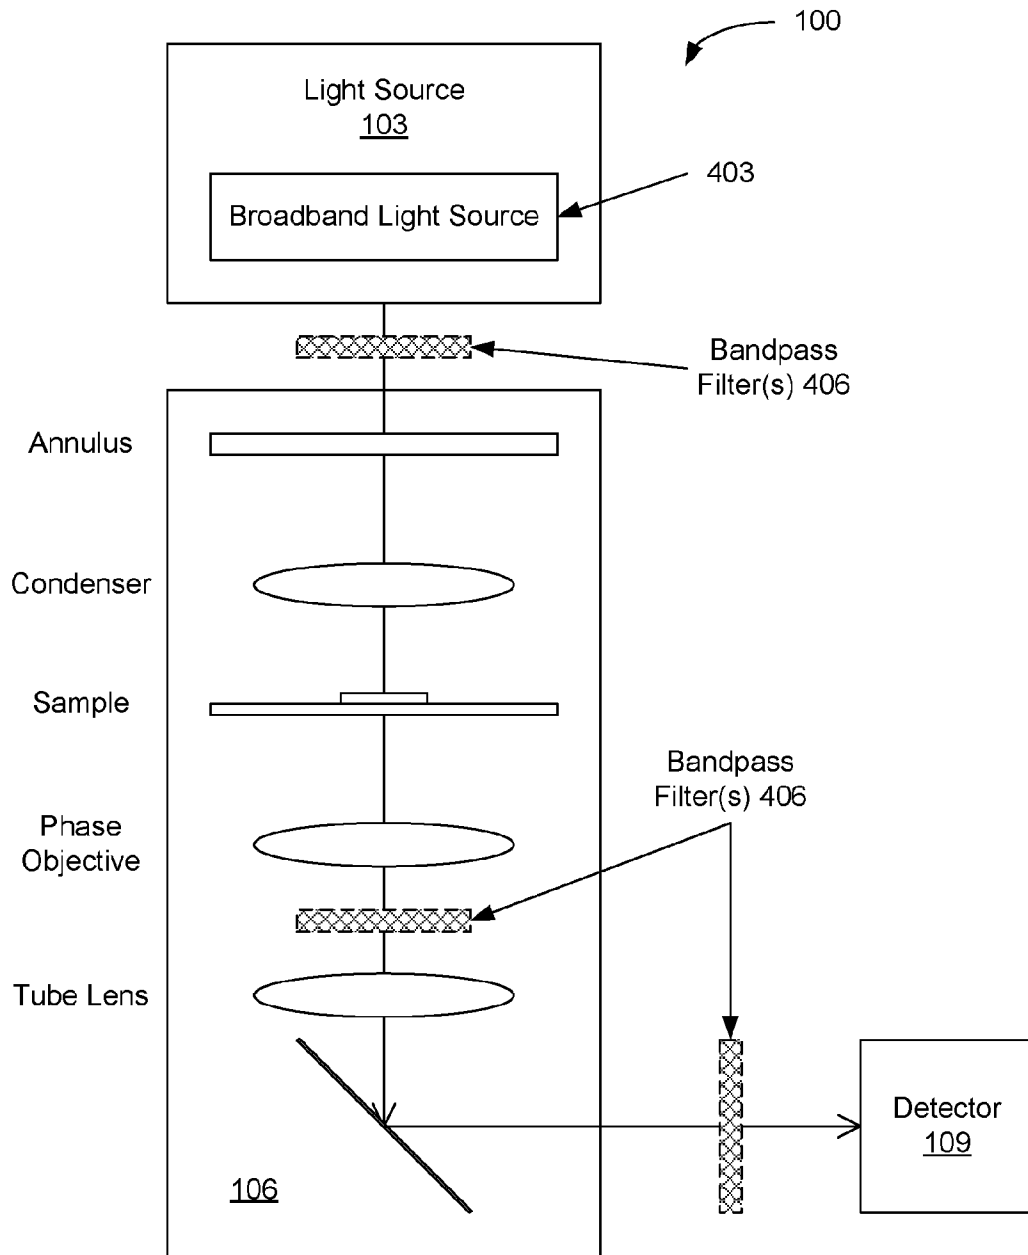 100
Light Source
103
403
Broadband Light Source
Bandpass
Filter(s) 406
Annulus
Condenser
Sample
Bandpass
Filter(s) 406
Phase
Objective
Tube Lens
Detector
109
106